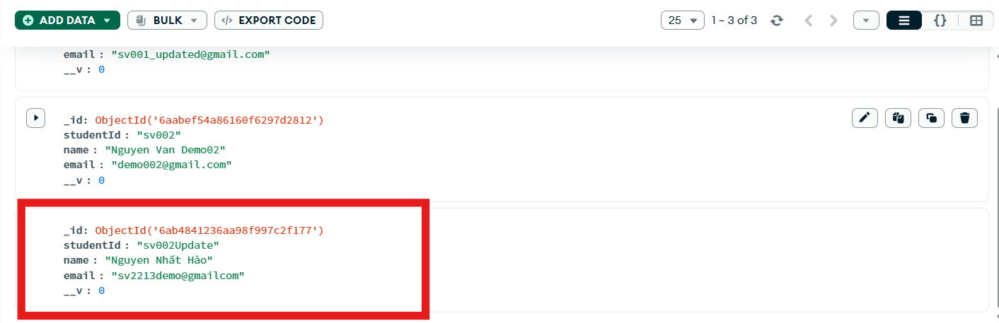 ADD DATA BULK EXPORT CODE 25 1 – 3 of 3 {}
email : "sv001_updated@gmail.com"
__v : 0
_id: ObjectId('6aabef54a86160f6297d2812')
studentId : "sv002"
name : "Nguyen Van Demo02"
email : "demo002@gmail.com"
__v : 0
_id: ObjectId('6ab4841236aa98f997c2f177')
studentId : "sv002Update"
name : "Nguyen Nhất Hào"
email : "sv2213demo@gmailcom"
__v : 0